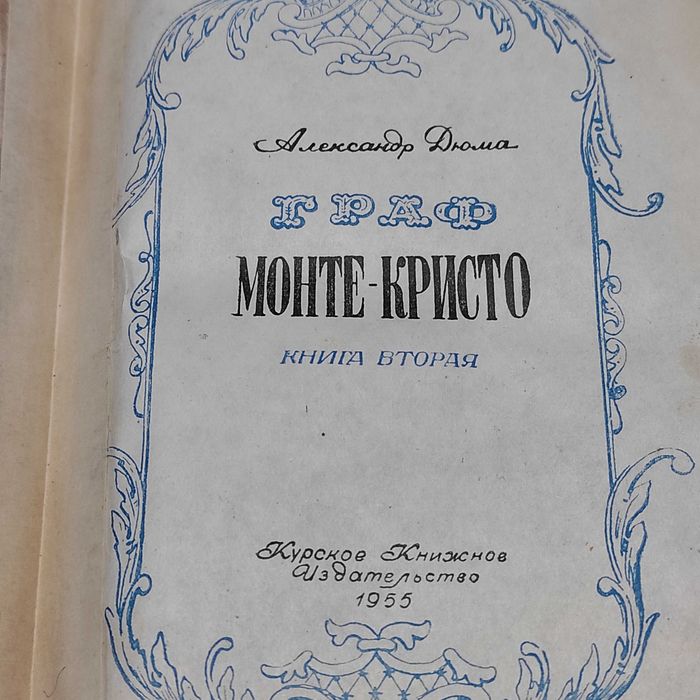 Александр Дюма
ГРАФ
МОНТЕ-КРИСТО
КНИГА ВТОРАЯ
Курское Книжное
Издательство
1955